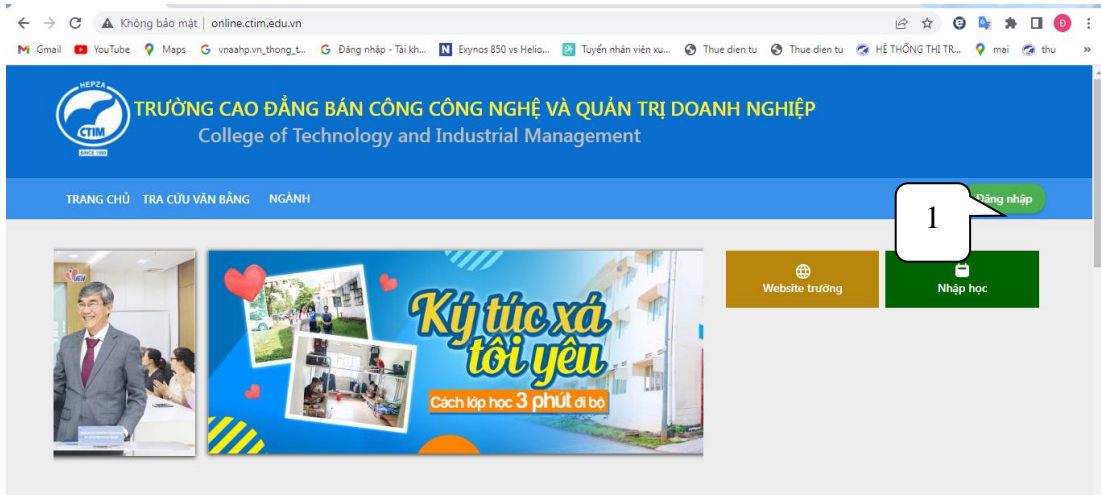 Không bảo mật | online.ctim.edu.vn
Gmail YouTube Maps vnaahp.vn_thong_t... Đăng nhập - Tài kh... Exynos 850 vs Helio... Tuyển nhân viên xu... Thue dien tu Thue dien tu HỆ THỐNG THI TR... mai thu »
HEPZA
CTIM
SINCE 1999
TRƯỜNG CAO ĐẲNG BÁN CÔNG CÔNG NGHỆ VÀ QUẢN TRỊ DOANH NGHIỆP
College of Technology and Industrial Management
TRANG CHỦ TRA CỨU VĂN BẰNG NGÀNH Đăng nhập
1
Ký túc xá
tôi yêu
Cách lớp học 3 phút đi bộ
Website trường
Nhập học